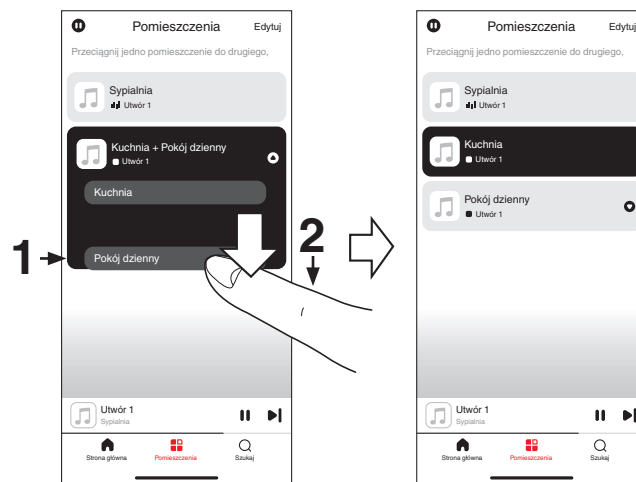 Pomieszczenia
Edytuj
Przeciągnij jedno pomieszczenie do drugiego,
Sypialnia
Utwór 1
Kuchnia + Pokój dzienny
Utwór 1
Kuchnia
Pokój dzienny
1
2
Utwór 1
Sypialnia
Strona główna
Pomieszczenia
Szukaj
Pomieszczenia
Edytuj
Przeciągnij jedno pomieszczenie do drugiego,
Sypialnia
Utwór 1
Kuchnia
Utwór 1
Pokój dzienny
Utwór 1
Utwór 1
Sypialnia
Strona główna
Pomieszczenia
Szukaj